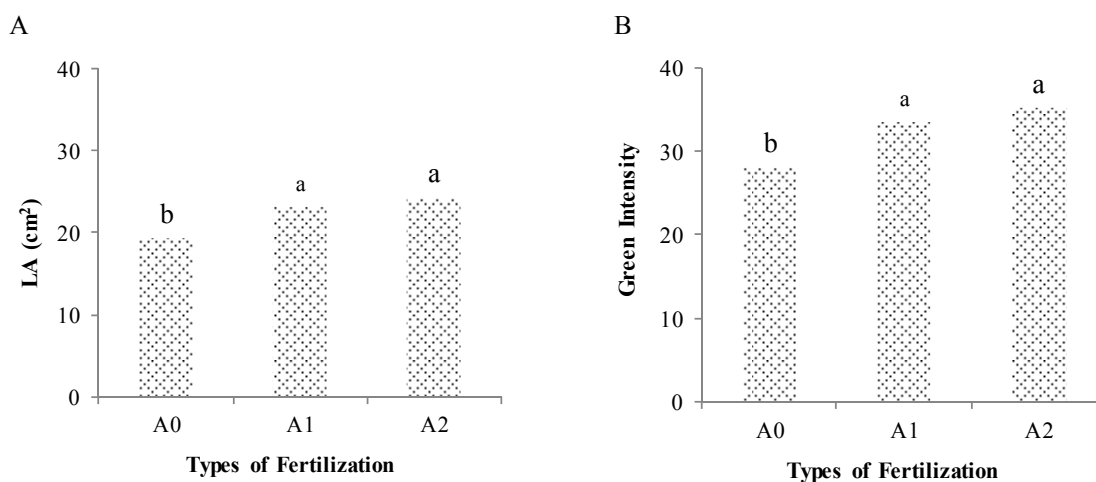 A
LA (cm²)
40
30
20
10
0
b
a
a
A0
A1
A2
Types of Fertilization
B
Green Intensity
40
30
20
10
0
b
a
a
A0
A1
A2
Types of Fertilization